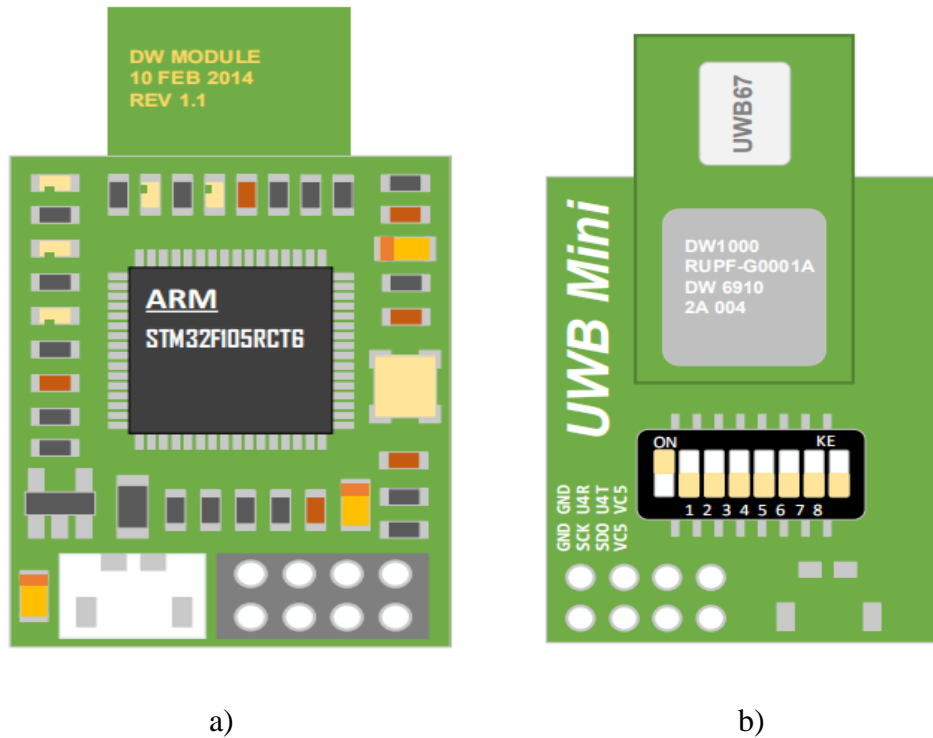 DW MODULE
10 FEB 2014
REV 1.1
ARM
STM32F105RCT6
a)
UWB67
UWB Mini
DW1000
RUPF-G0001A
DW 6910
2A 004
ON KE
1 2 3 4 5 6 7 8
GND GND
SCK U4R
SDO U4T
VC5 VC5
b)